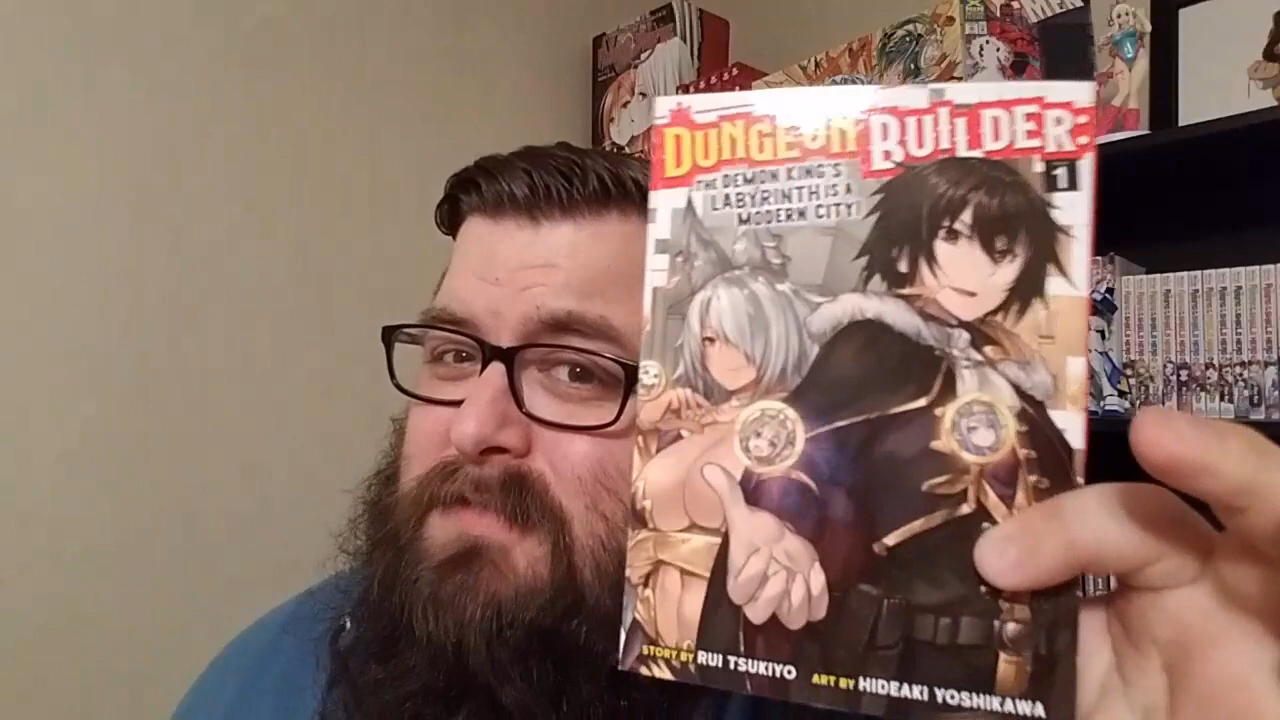 DUNGEON BUILDER:
THE DEMON KING'S
LABYRINTH IS A
MODERN CITY!
1
STORY BY RUI TSUKIYO ART BY HIDEAKI YOSHIKAWA